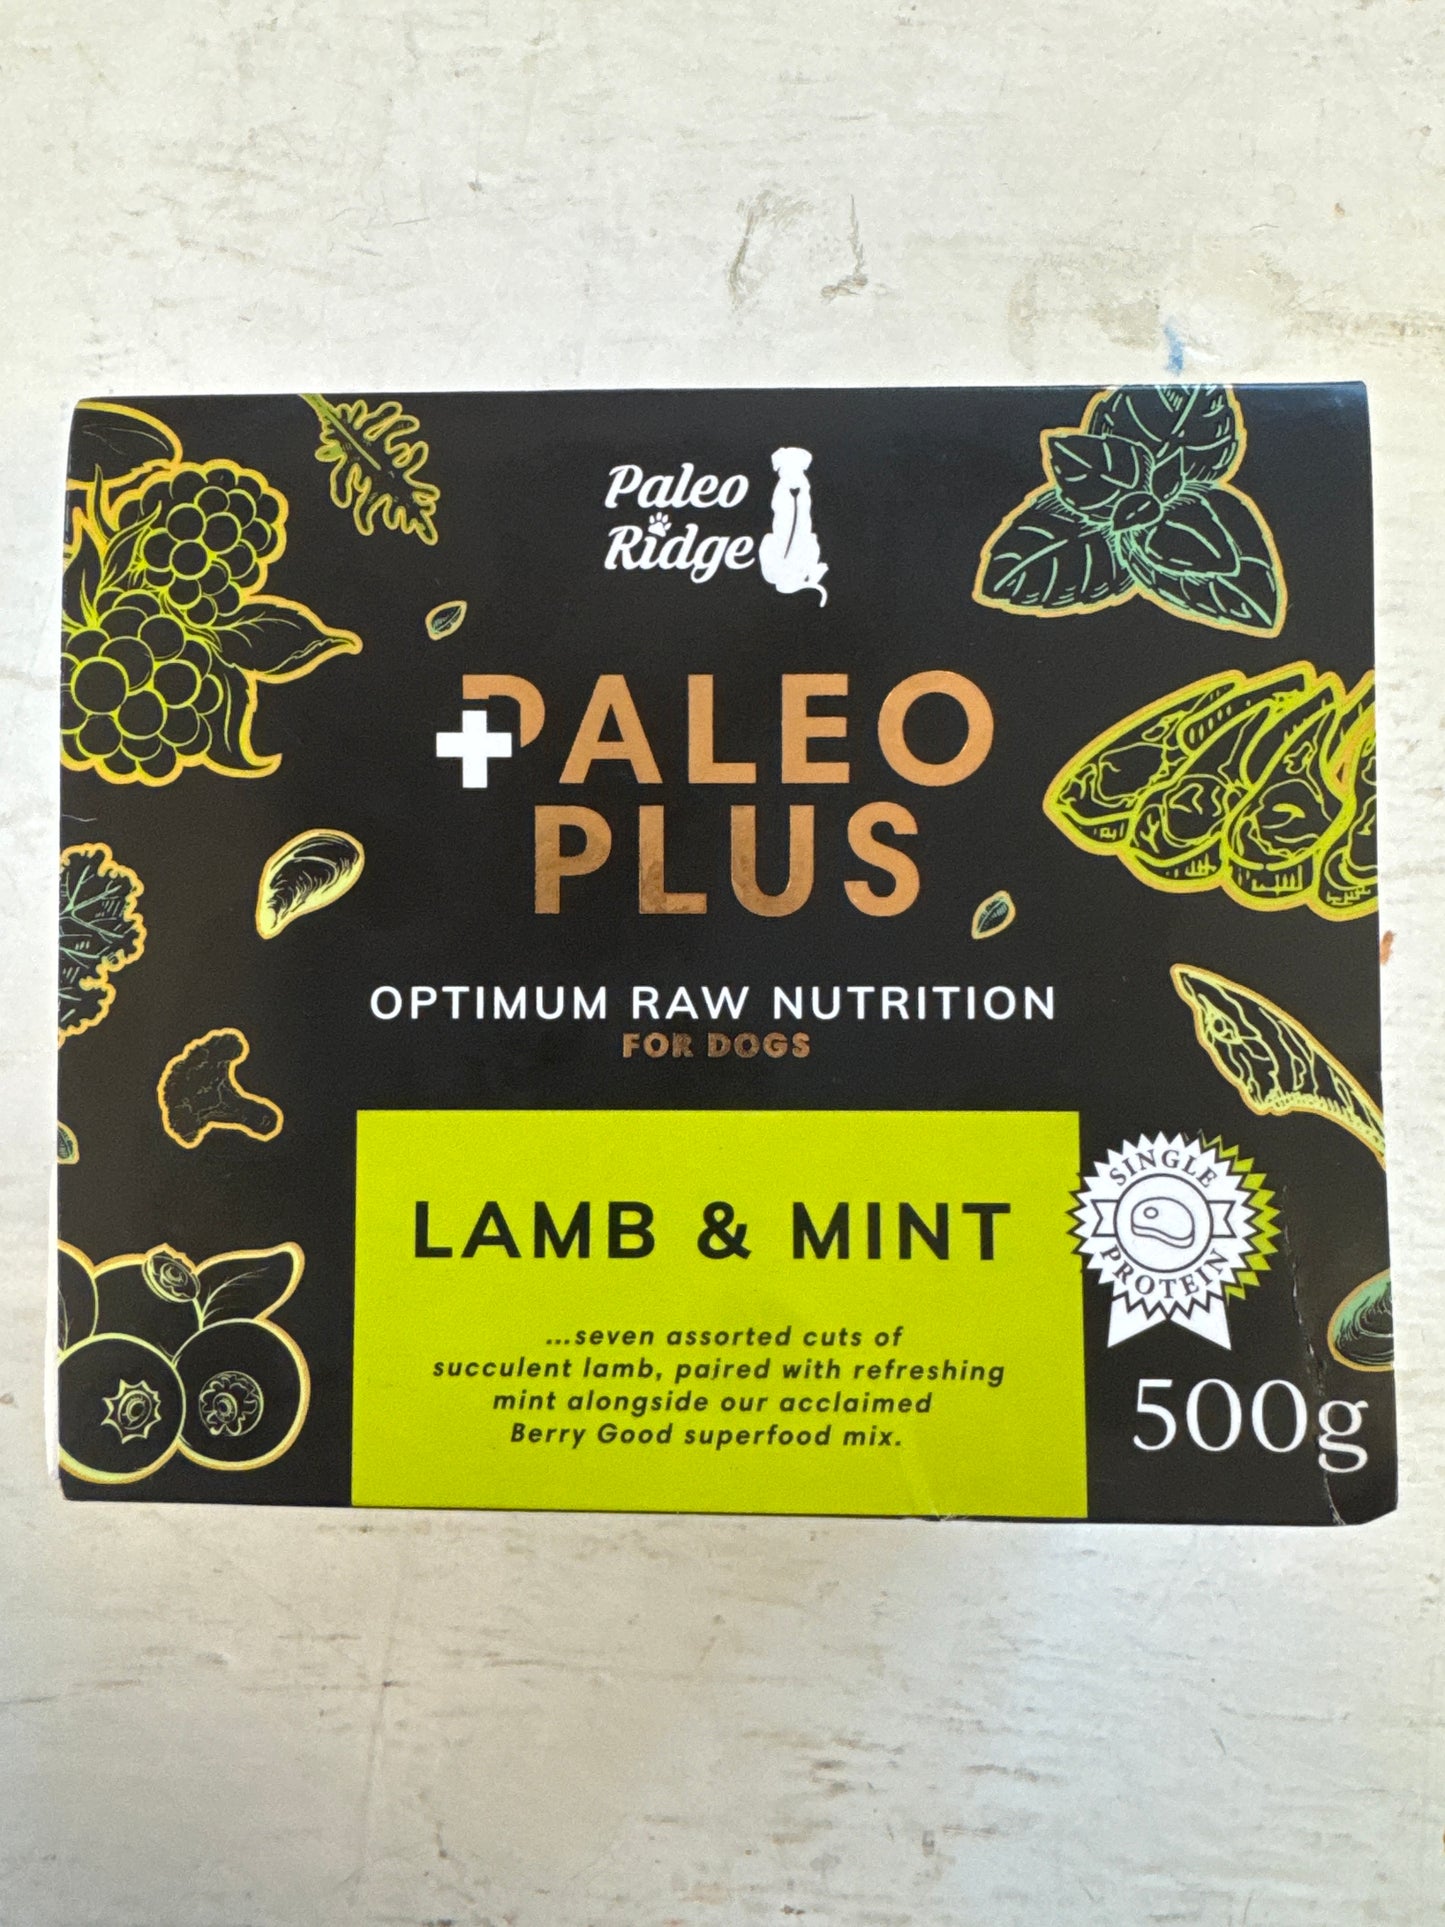 Paleo
Ridge
PALEO
PLUS
OPTIMUM RAW NUTRITION
FOR DOGS
LAMB & MINT
...seven assorted cuts of
succulent lamb, paired with refreshing
mint alongside our acclaimed
Berry Good superfood mix.
SINGLE
PROTEIN
500g